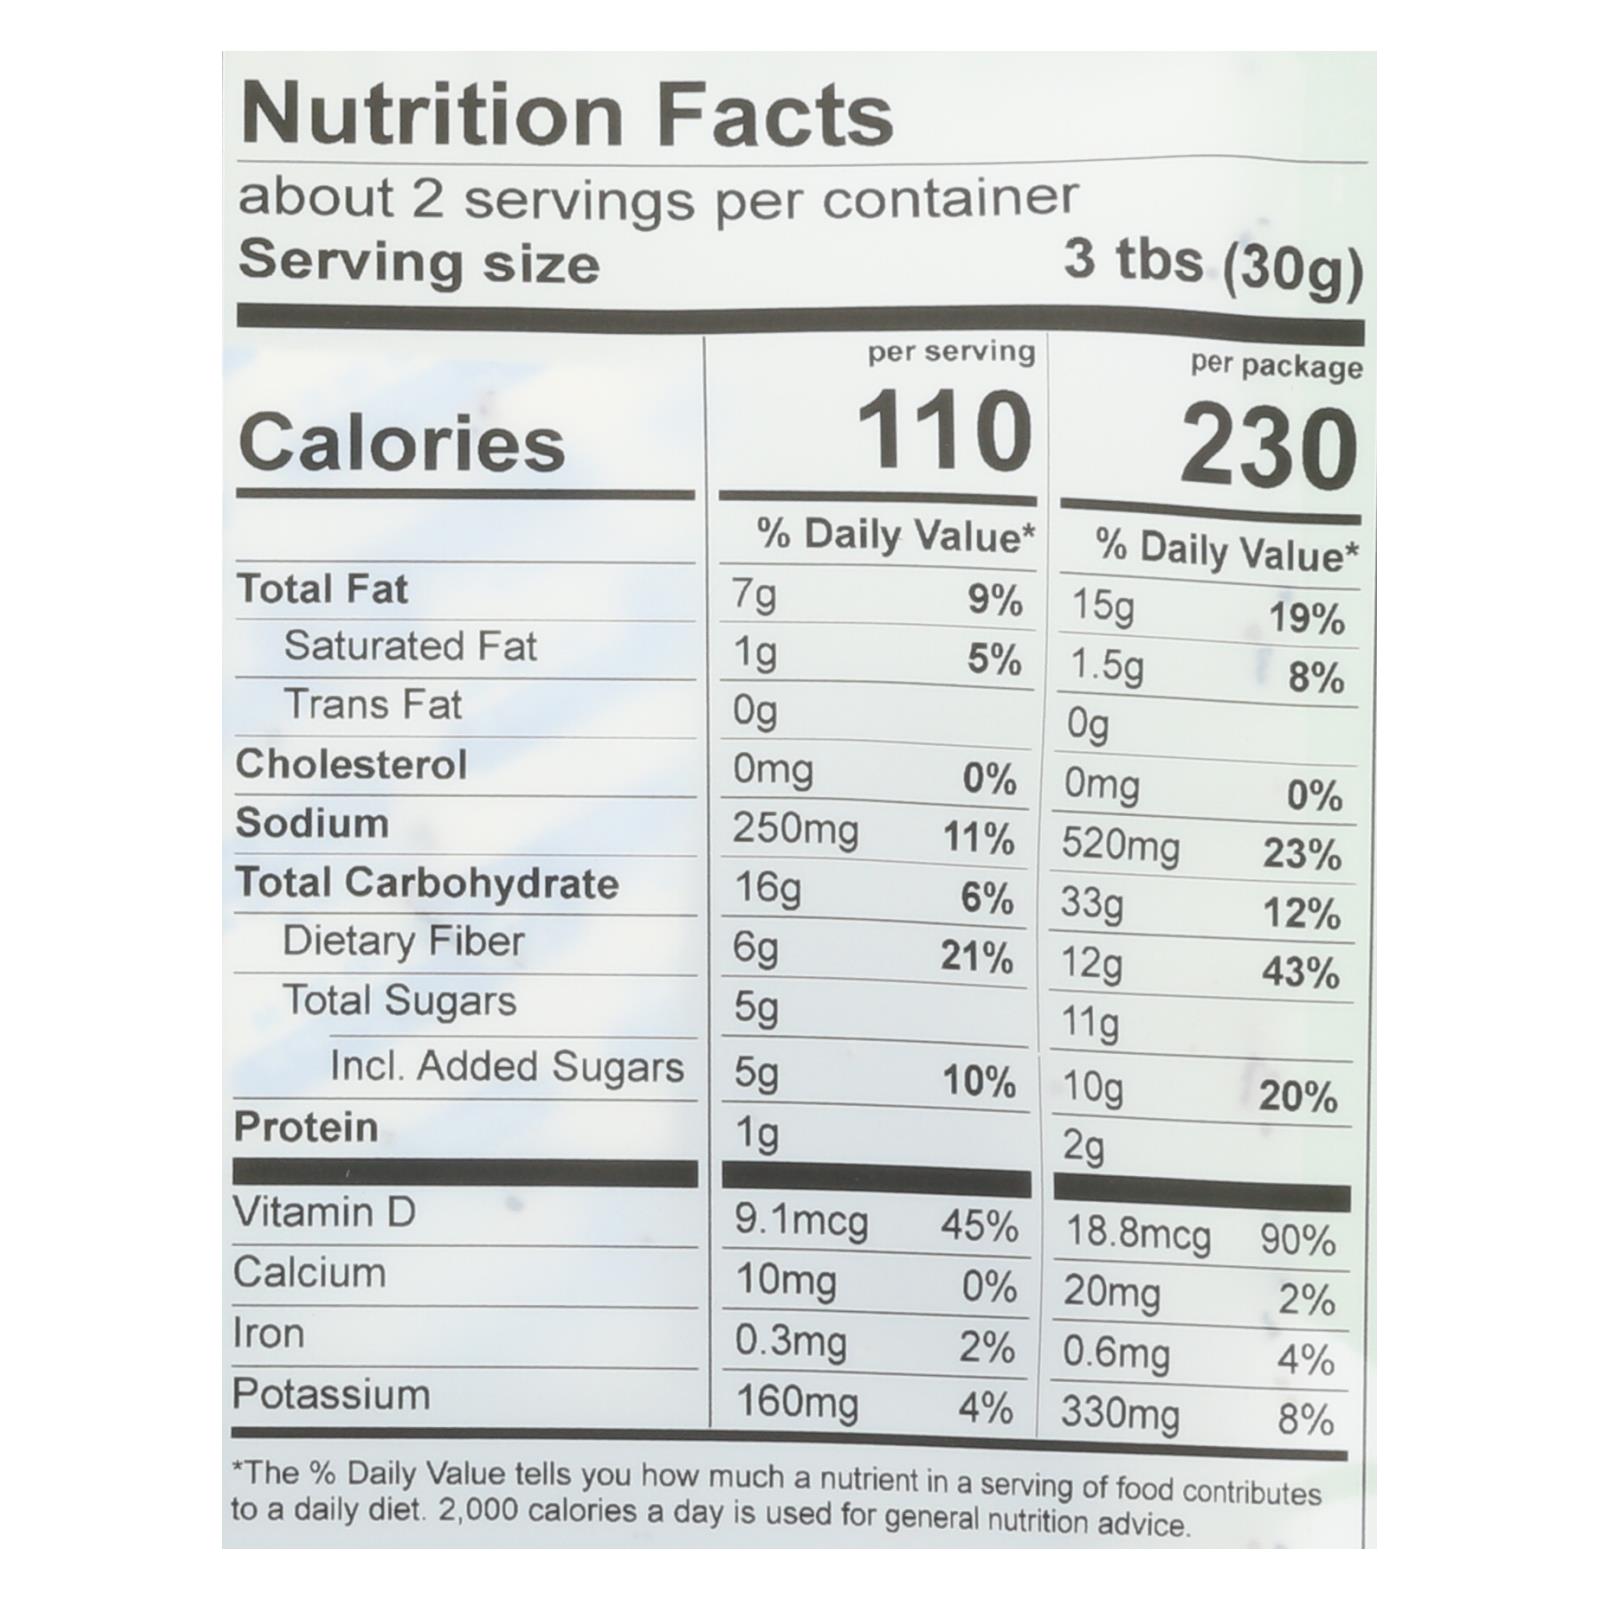 Nutrition Facts
about 2 servings per container
Serving size 3 tbs (30g)
per serving per package
Calories 110 230
% Daily Value* % Daily Value*
Total Fat 7g 9% 15g 19%
Saturated Fat 1g 5% 1.5g 8%
Trans Fat 0g 0g
Cholesterol 0mg 0% 0mg 0%
Sodium 250mg 11% 520mg 23%
Total Carbohydrate 16g 6% 33g 12%
Dietary Fiber 6g 21% 12g 43%
Total Sugars 5g 11g
Incl. Added Sugars 5g 10% 10g 20%
Protein 1g 2g
Vitamin D 9.1mcg 45% 18.8mcg 90%
Calcium 10mg 0% 20mg 2%
Iron 0.3mg 2% 0.6mg 4%
Potassium 160mg 4% 330mg 8%
*The % Daily Value tells you how much a nutrient in a serving of food contributes
to a daily diet. 2,000 calories a day is used for general nutrition advice.